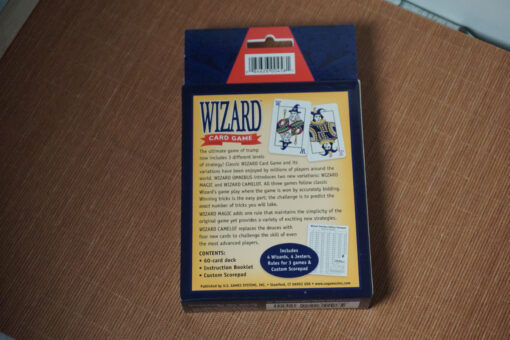 WIZARD
CARD GAME
The ultimate game of trump
now includes 3 different levels
of strategy! Classic WIZARD Card Game and its
variations have been enjoyed by millions of players around the
world. WIZARD OMNIBUS introduces two new variations: WIZARD
MAGIC and WIZARD CAMELOT. All three games follow classic
Wizard's game play where the game is won by accurately bidding.
Winning tricks is the easy part; the challenge is to predict the
exact number of tricks you will take.
WIZARD MAGIC adds one rule that maintains the simplicity of the
original game yet provides a variety of exciting new strategies.
WIZARD CAMELOT replaces the deuces with
four new cards to challenge the skill of even
the most advanced players.
CONTENTS:
• 60-card deck
• Instruction Booklet
• Custom Scorepad
Includes
4 Wizards, 4 Jesters,
Rules for 3 games &
Custom Scorepad
Published by U.S. GAMES SYSTEMS, INC. • Stamford, CT 06902 USA • www.usgamesinc.com